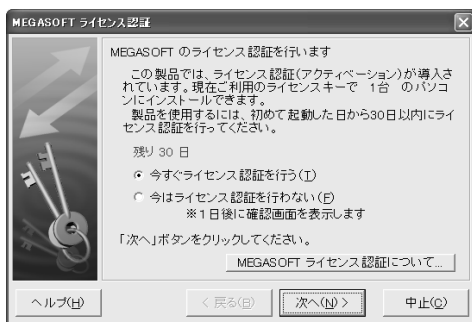 MEGASOFT ライセンス認証
MEGASOFT のライセンス認証を行います
この製品では、ライセンス認証(アクティベーション)が導入さ
れています。現在ご利用のライセンスキーで 1台 のパソコ
ンにインストールできます。
製品を使用するには、初めて起動した日から30日以内にライ
センス認証を行ってください。
残り 30 日
今すぐライセンス認証を行う(I)
今はライセンス認証を行わない(F)
※1日後に確認画面を表示します
「次へ」ボタンをクリックしてください。
MEGASOFT ライセンス認証について...
ヘルプ(H)
< 戻る(B)
次へ(N) >
中止(C)